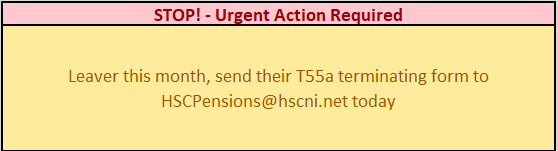 STOP! - Urgent Action Required
Leaver this month, send their T55a terminating form to
HSCPensions@hscni.net today